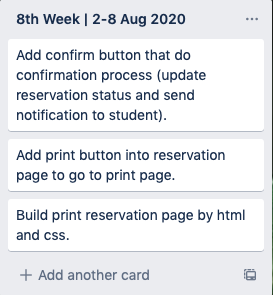 8th Week | 2-8 Aug 2020
Add confirm button that do
confirmation process (update
reservation status and send
notification to student).
Add print button into reservation
page to go to print page.
Build print reservation page by html
and css.
+ Add another card